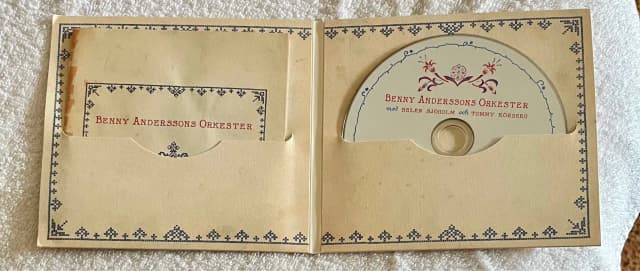 BENNY ANDERSSONS ORKESTER
BENNY ANDERSSONS ORKESTER
med HELEN SJÖHOLM och TOMMY KÖRBERG